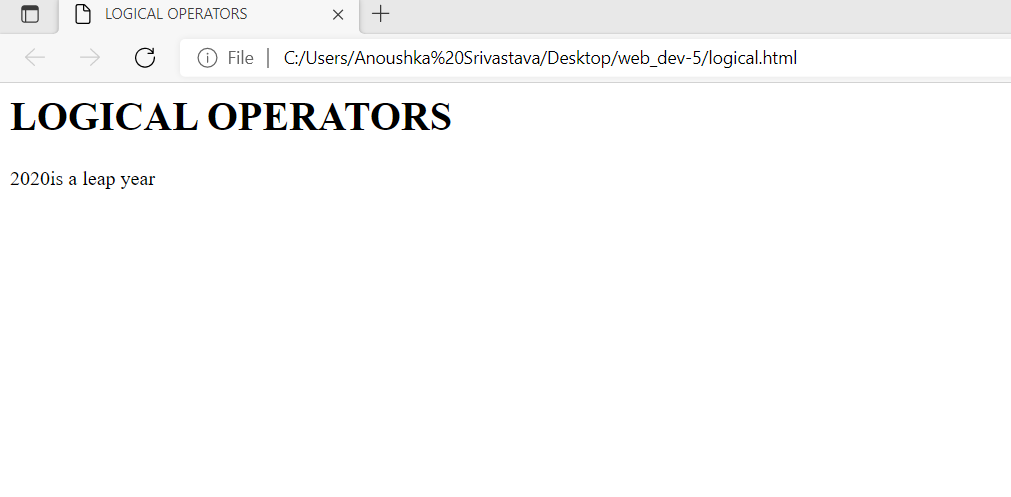 LOGICAL OPERATORS
File | C:/Users/Anoushka%20Srivastava/Desktop/web_dev-5/logical.html
LOGICAL OPERATORS
2020is a leap year